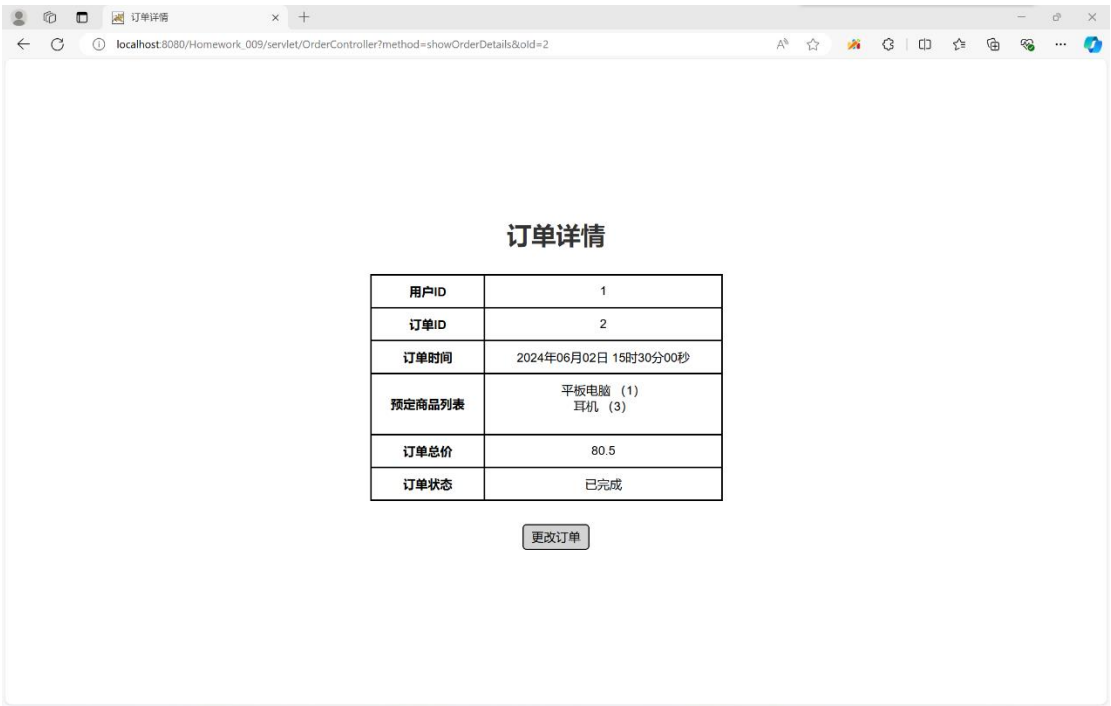 订单详情
localhost:8080/Homework_009/servlet/OrderController?method=showOrderDetails&oId=2
订单详情
用户ID 1
订单ID 2
订单时间 2024年06月02日 15时30分00秒
预定商品列表 平板电脑 （1）
耳机 （3）
订单总价 80.5
订单状态 已完成
更改订单